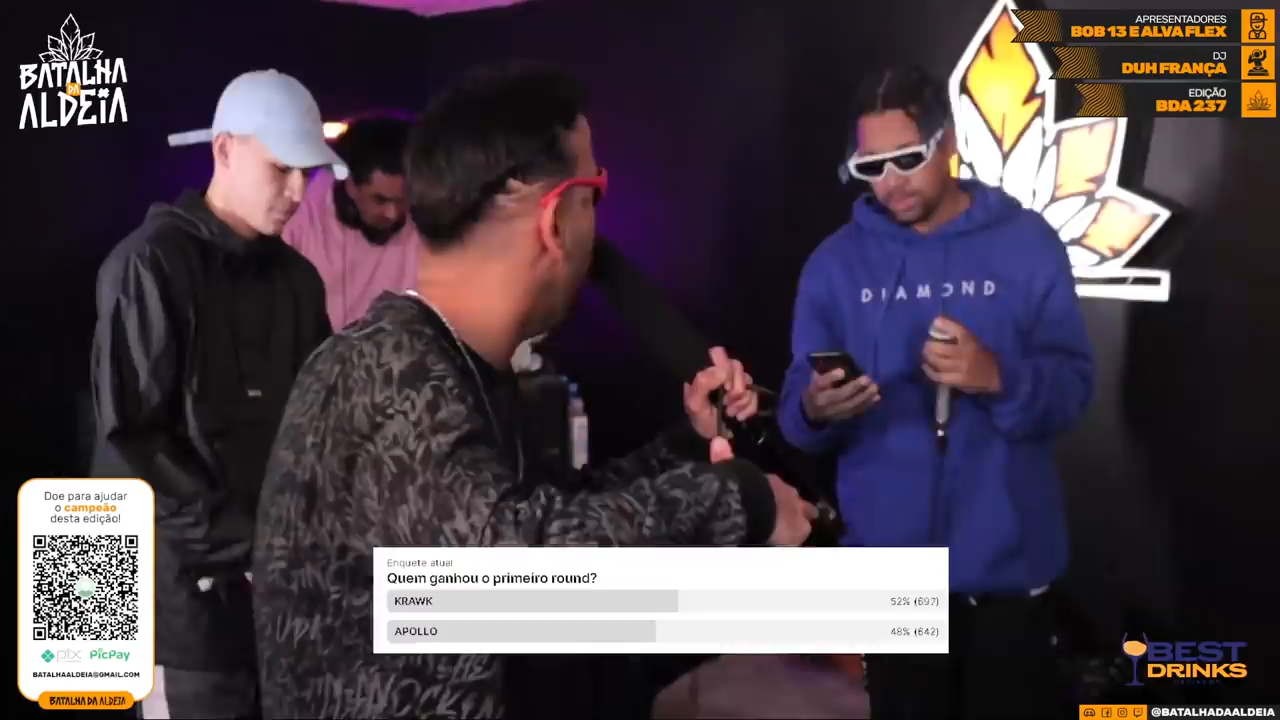 BATALHA
DA
ALDEIA
APRESENTADORES
BOB 13 E ALVA FLEX
DJ
DUH FRANÇA
EDIÇÃO
BDA 237
DIAMOND
Doe para ajudar
o campeão
desta edição!
pix PicPay
BATALHAALDEIA@GMAIL.COM
BATALHA DA ALDEIA
Enquete atual
Quem ganhou o primeiro round?
KRAWK 52% (697)
APOLLO 48% (642)
BEST
DRINKS
@BATALHADAALDEIA